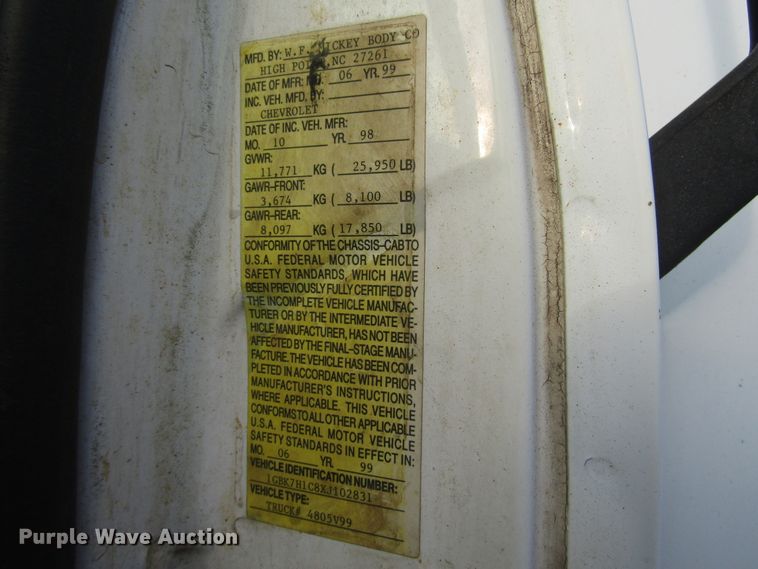 MFD. BY: W.F. HICKEY BODY CO
HIGH POINT, NC 27261
DATE OF MFR: MO. 06 YR. 99
INC. VEH. MFD. BY:
CHEVROLET
DATE OF INC. VEH. MFR:
MO. 10 YR. 98
GVWR:
11,771 KG ( 25,950 LB)
GAWR-FRONT:
3,674 KG ( 8,100 LB)
GAWR-REAR:
8,097 KG ( 17,850 LB)
CONFORMITY OF THE CHASSIS-CAB TO
U.S.A. FEDERAL MOTOR VEHICLE
SAFETY STANDARDS, WHICH HAVE
BEEN PREVIOUSLY FULLY CERTIFIED BY
THE INCOMPLETE VEHICLE MANUFAC-
TURER OR BY THE INTERMEDIATE VE-
HICLE MANUFACTURER, HAS NOT BEEN
AFFECTED BY THE FINAL-STAGE MANU-
FACTURE. THE VEHICLE HAS BEEN COM-
PLETED IN ACCORDANCE WITH PRIOR
MANUFACTURER'S INSTRUCTIONS,
WHERE APPLICABLE. THIS VEHICLE
CONFORMS TO ALL OTHER APPLICABLE
U.S.A. FEDERAL MOTOR VEHICLE
SAFETY STANDARDS IN EFFECT IN:
MO. 06 YR. 99
VEHICLE IDENTIFICATION NUMBER:
1GBK7H1C8XJ102831
VEHICLE TYPE:
TRUCK# 4805V99
Purple Wave Auction